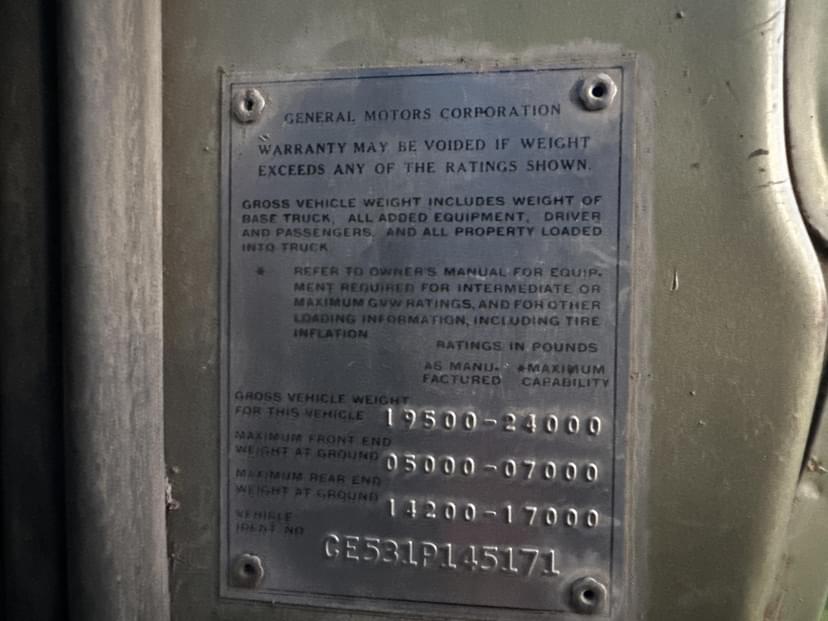 GENERAL MOTORS CORPORATION
WARRANTY MAY BE VOIDED IF WEIGHT
EXCEEDS ANY OF THE RATINGS SHOWN.
GROSS VEHICLE WEIGHT INCLUDES WEIGHT OF
BASE TRUCK, ALL ADDED EQUIPMENT, DRIVER
AND PASSENGERS, AND ALL PROPERTY LOADED
INTO TRUCK
* REFER TO OWNER'S MANUAL FOR EQUIP-
MENT REQUIRED FOR INTERMEDIATE OR
MAXIMUM GVW RATINGS, AND FOR OTHER
LOADING INFORMATION, INCLUDING TIRE
INFLATION
RATINGS IN POUNDS
AS MANU- *MAXIMUM
FACTURED CAPABILITY
GROSS VEHICLE WEIGHT
FOR THIS VEHICLE 19500-24000
MAXIMUM FRONT END
WEIGHT AT GROUND 05000-07000
MAXIMUM REAR END
WEIGHT AT GROUND 14200-17000
VEHICLE
IDENT NO CE531P145171